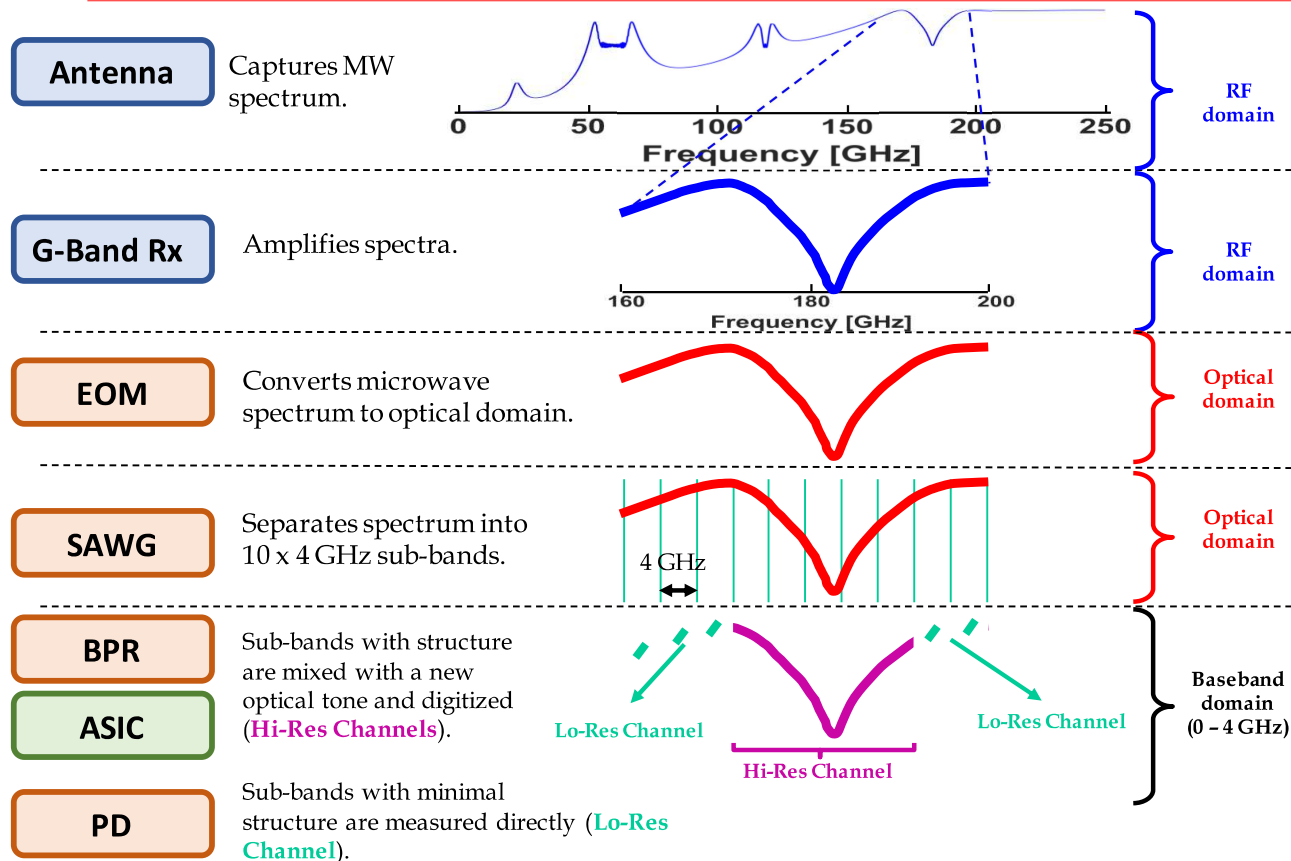 Antenna
Captures MW
spectrum.
0 50 100 150 200 250
Frequency [GHz]
RF
domain
G-Band Rx
Amplifies spectra.
160 180 200
Frequency [GHz]
RF
domain
EOM
Converts microwave
spectrum to optical domain.
Optical
domain
SAWG
Separates spectrum into
10 x 4 GHz sub-bands.
4 GHz
Optical
domain
BPR
ASIC
Sub-bands with structure
are mixed with a new
optical tone and digitized
(Hi-Res Channels).
Lo-Res Channel
Hi-Res Channel
Lo-Res Channel
Baseband
domain
(0 – 4 GHz)
PD
Sub-bands with minimal
structure are measured directly (Lo-Res
Channel).